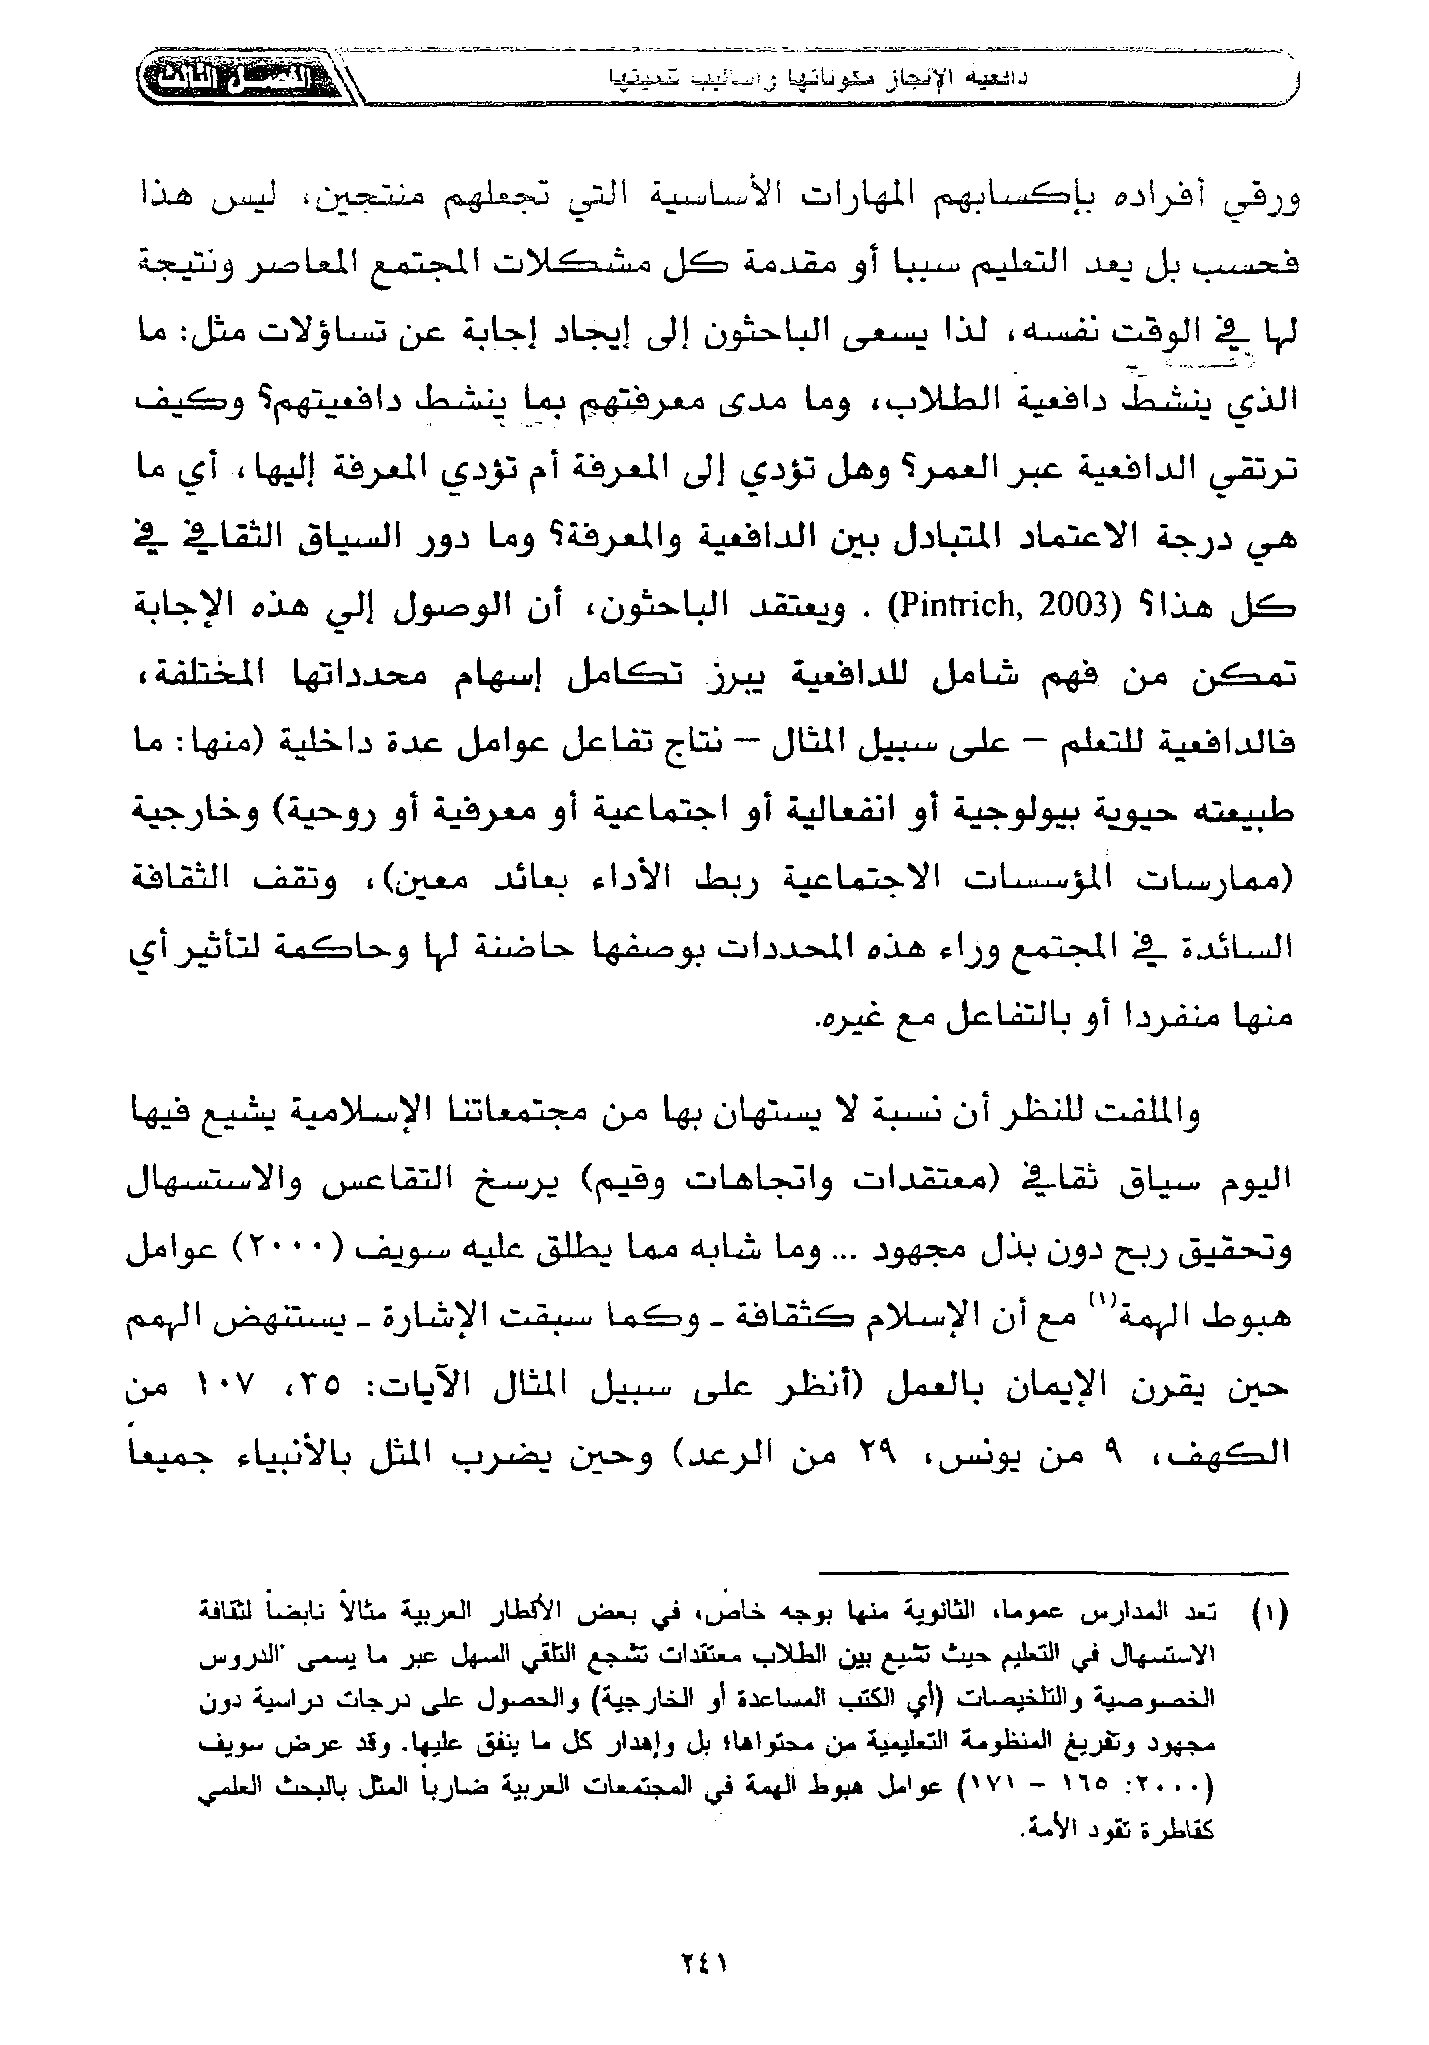 دافعية الإنجاز مكوناتها وأساليب تنميتها
الفصل الثالث
ورقي أفراده بإكسابهم المهارات الأساسية التي تجعلهم منتجين، ليس هذا
فحسب بل يعد التعليم سببا أو مقدمة كل مشكلات المجتمع المعاصر ونتيجة
لها في الوقت نفسه، لذا يسعى الباحثون إلى إيجاد إجابة عن تساؤلات مثل: ما
الذي ينشط دافعية الطلاب، وما مدى معرفتهم بما ينشط دافعيتهم؟ وكيف
ترتقي الدافعية عبر العمر؟ وهل تؤدي إلى المعرفة أم تؤدي المعرفة إليها، أي ما
هي درجة الاعتماد المتبادل بين الدافعية والمعرفة؟ وما دور السياق الثقافي في
كل هذا؟ (Pintrich, 2003) . ويعتقد الباحثون، أن الوصول إلي هذه الإجابة
تمكن من فهم شامل للدافعية يبرز تكامل إسهام محدداتها المختلفة،
فالدافعية للتعلم – على سبيل المثال – نتاج تفاعل عوامل عدة داخلية (منها: ما
طبيعته حيوية بيولوجية أو انفعالية أو اجتماعية أو معرفية أو روحية) وخارجية
(ممارسات المؤسسات الاجتماعية ربط الأداء بعائد معين)، وتقف الثقافة
السائدة في المجتمع وراء هذه المحددات بوصفها حاضنة لها وحاكمة لتأثير أي
منها منفردا أو بالتفاعل مع غيره.
والملفت للنظر أن نسبة لا يستهان بها من مجتمعاتنا الإسلامية يشيع فيها
اليوم سياق ثقافي (معتقدات واتجاهات وقيم) يرسخ التقاعس والاستسهال
وتحقيق ربح دون بذل مجهود ... وما شابه مما يطلق عليه سويف (٢٠٠٠) عوامل
هبوط الهمة(١) مع أن الإسلام كثقافة ـ وكما سبقت الإشارة ـ يستنهض الهمم
حين يقرن الإيمان بالعمل (أنظر على سبيل المثال الآيات: ٣٥، ١٠٧ من
الكهف، ٩ من يونس، ٢٩ من الرعد) وحين يضرب المثل بالأنبياء جميعاً
(١) تعد المدارس عموما، الثانوية منها بوجه خاص، في بعض الأقطار العربية مثالاً نابضاً لثقافة
الاستسهال في التعليم حيث تشيع بين الطلاب معتقدات تشجع التلقي السهل عبر ما يسمى "الدروس
الخصوصية والتلخيصات (أي الكتب المساعدة أو الخارجية) والحصول على درجات دراسية دون
مجهود وتفريغ المنظومة التعليمية من محتواها؛ بل وإهدار كل ما ينفق عليها. وقد عرض سويف
(٢٠٠٠: ١٦٥ – ١٧١) عوامل هبوط الهمة في المجتمعات العربية ضارباً المثل بالبحث العلمي
كقاطرة تقود الأمة.
٢٤١